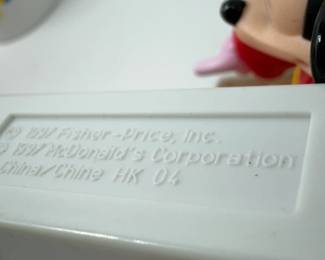 © 1997 Fisher-Price, Inc.
© 1997 McDonald's Corporation
China/Chine HK 04